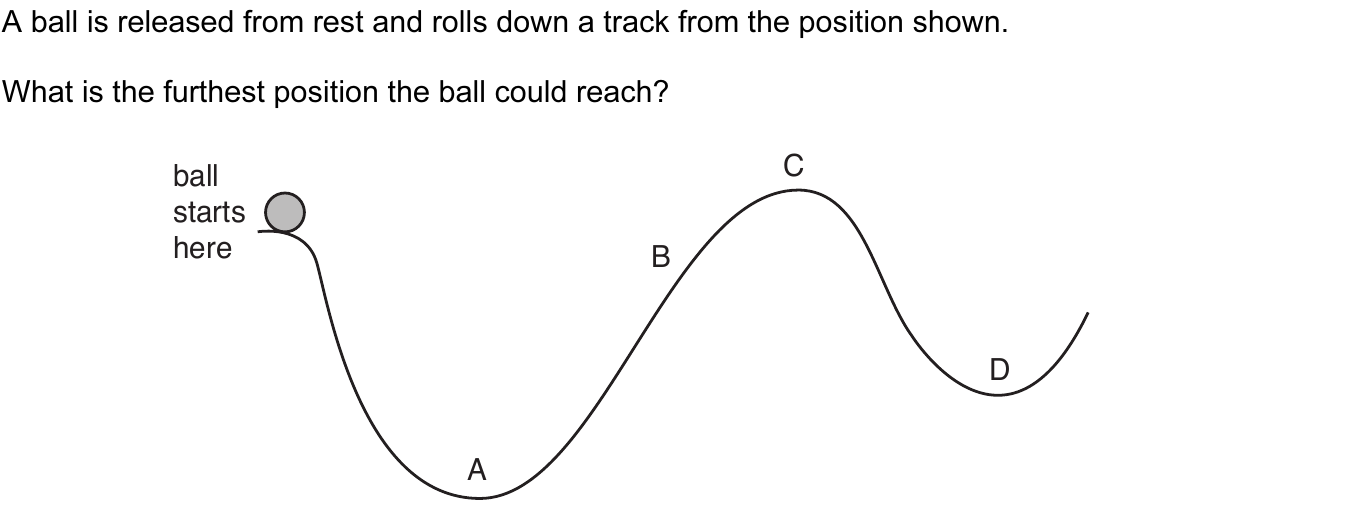 A ball is released from rest and rolls down a track from the position shown.
What is the furthest position the ball could reach?
ball
starts
here
C
B
A
D